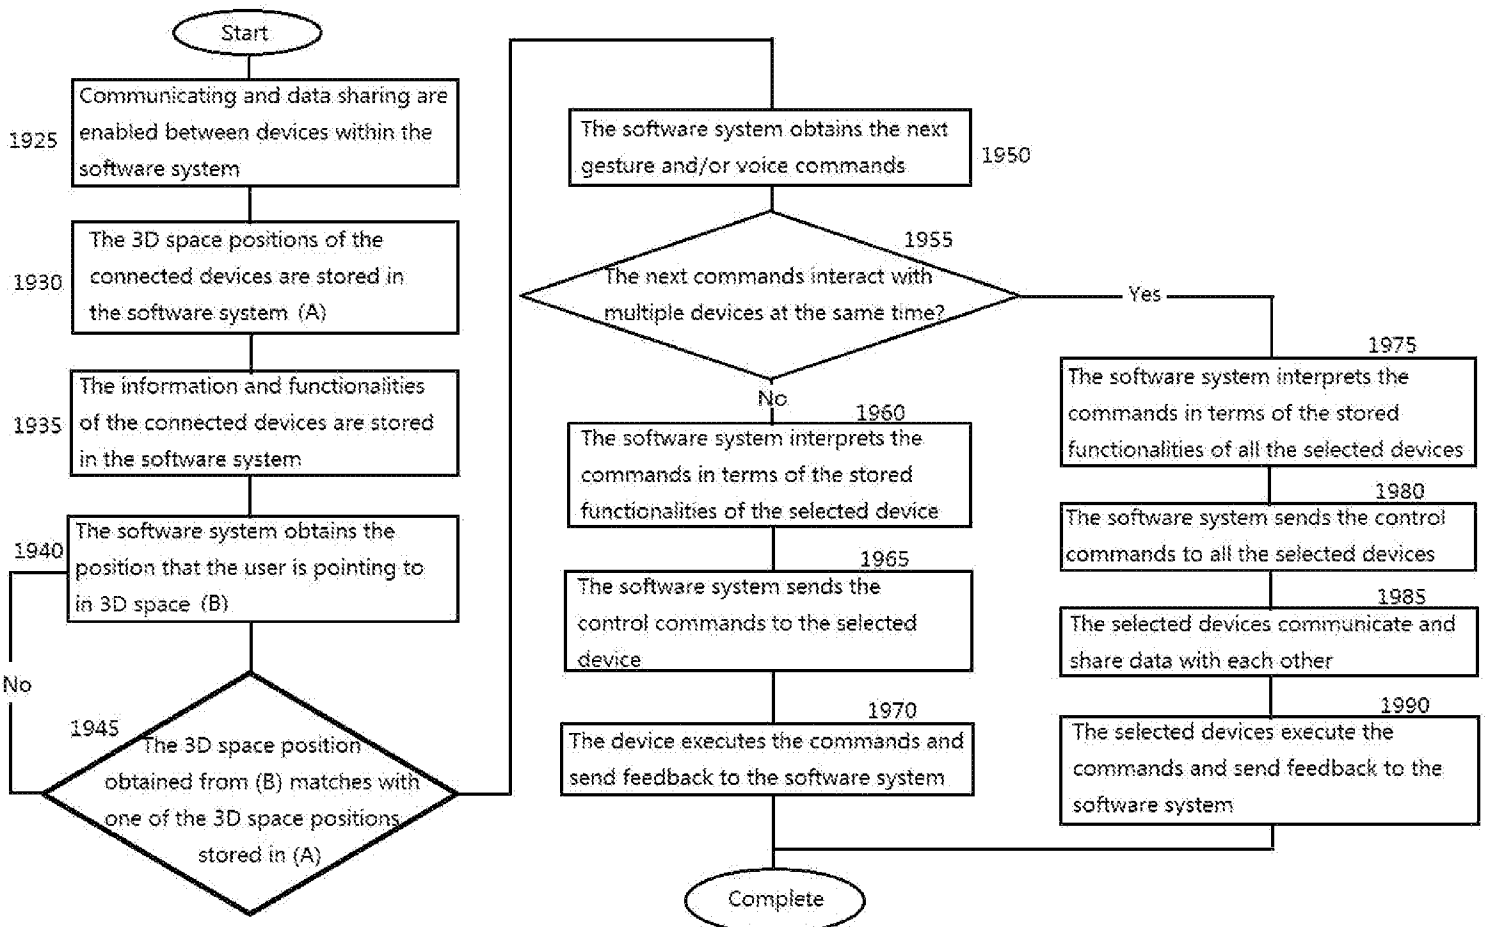 Start
1925
Communicating and data sharing are
enabled between devices within the
software system
1930
The 3D space positions of the
connected devices are stored in
the software system (A)
1935
The information and functionalities
of the connected devices are stored
in the software system
1940
The software system obtains the
position that the user is pointing to
in 3D space (B)
No
1945
The 3D space position
obtained from (B) matches with
one of the 3D space positions
stored in (A)
The software system obtains the next
gesture and/or voice commands
1950
1955
The next commands interact with
multiple devices at the same time?
Yes
No
1960
The software system interprets the
commands in terms of the stored
functionalities of the selected device
1965
The software system sends the
control commands to the selected
device
1970
The device executes the commands and
send feedback to the software system
1975
The software system interprets the
commands in terms of the stored
functionalities of all the selected devices
1980
The software system sends the control
commands to all the selected devices
1985
The selected devices communicate and
share data with each other
1990
The selected devices execute the
commands and send feedback to the
software system
Complete